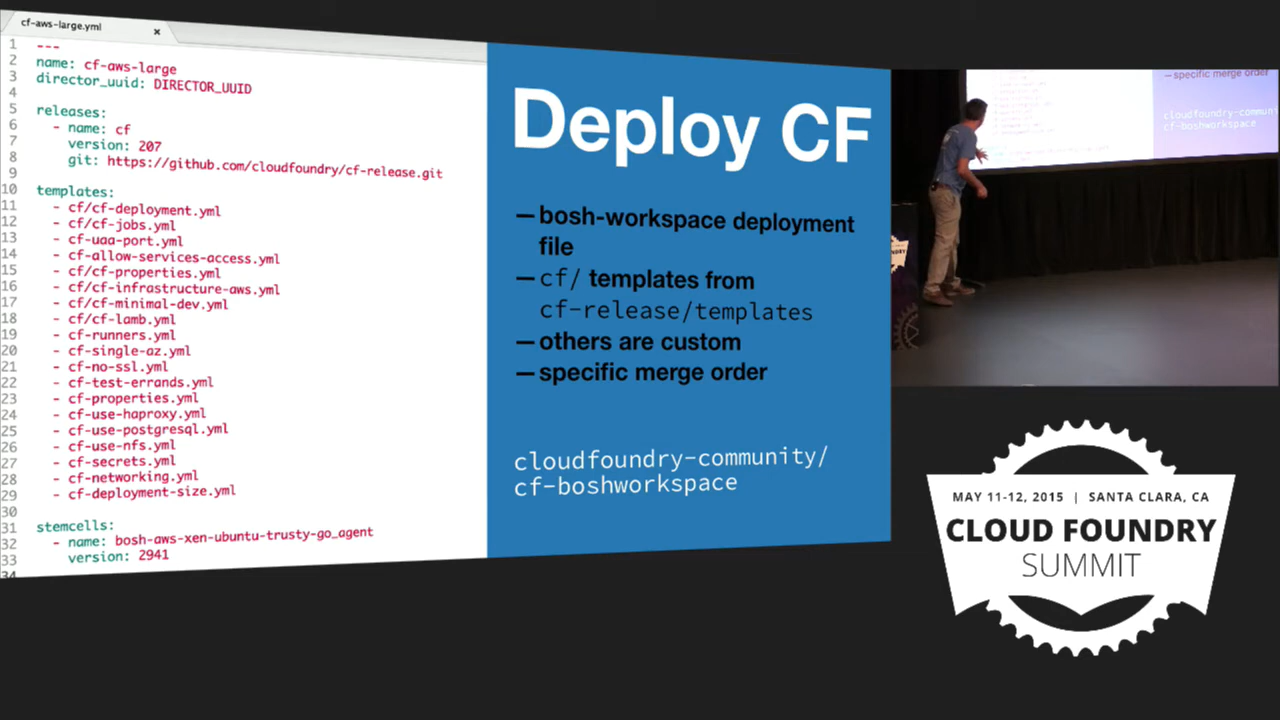 cf-aws-large.yml ×
1 ---
2 name: cf-aws-large
3 director_uuid: DIRECTOR_UUID
4
5 releases:
6 - name: cf
7 version: 207
8 git: https://github.com/cloudfoundry/cf-release.git
9
10 templates:
11 - cf/cf-deployment.yml
12 - cf/cf-jobs.yml
13 - cf-uaa-port.yml
14 - cf-allow-services-access.yml
15 - cf/cf-properties.yml
16 - cf/cf-infrastructure-aws.yml
17 - cf/cf-minimal-dev.yml
18 - cf/cf-lamb.yml
19 - cf-runners.yml
20 - cf-single-az.yml
21 - cf-no-ssl.yml
22 - cf-test-errands.yml
23 - cf-properties.yml
24 - cf-use-haproxy.yml
25 - cf-use-postgresql.yml
26 - cf-use-nfs.yml
27 - cf-secrets.yml
28 - cf-networking.yml
29 - cf-deployment-size.yml
30
31 stemcells:
32 - name: bosh-aws-xen-ubuntu-trusty-go_agent
33 version: 2941
34
Deploy CF
– bosh-workspace deployment
file
– cf/ templates from
cf-release/templates
– others are custom
– specific merge order
cloudfoundry-community/
cf-boshworkspace
– specific merge order
cloudfoundry-commun
cf-boshworkspace
MAY 11-12, 2015 | SANTA CLARA, CA
CLOUD FOUNDRY
SUMMIT